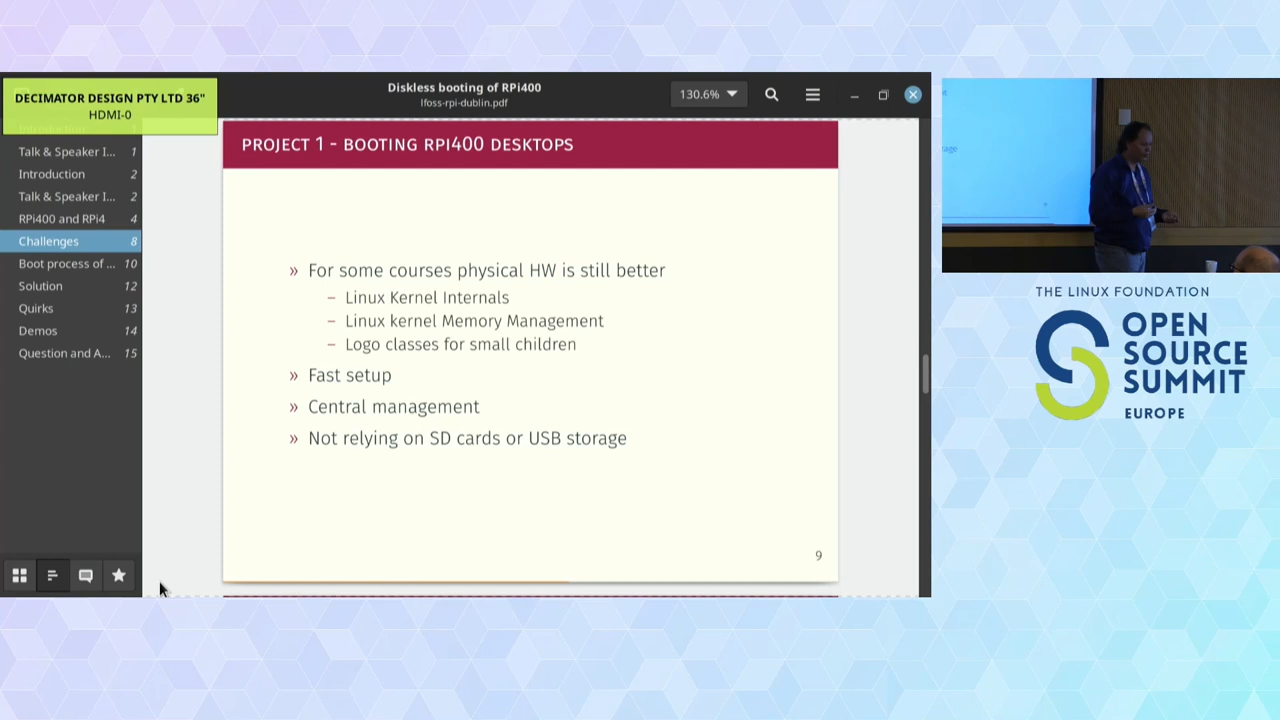 DECIMATOR DESIGN PTY LTD 36"
HDMI-0
Diskless booting of RPi400
lfoss-rpi-dublin.pdf
130.6%
Talk & Speaker I... 1
Introduction 2
Talk & Speaker I... 2
RPi400 and RPi4 4
Challenges 8
Boot process of ... 10
Solution 12
Quirks 13
Demos 14
Question and A... 15
PROJECT 1 - BOOTING RPI400 DESKTOPS
» For some courses physical HW is still better
– Linux Kernel Internals
– Linux kernel Memory Management
– Logo classes for small children
» Fast setup
» Central management
» Not relying on SD cards or USB storage
9
THE LINUX FOUNDATION
OPEN
SOURCE
SUMMIT
EUROPE